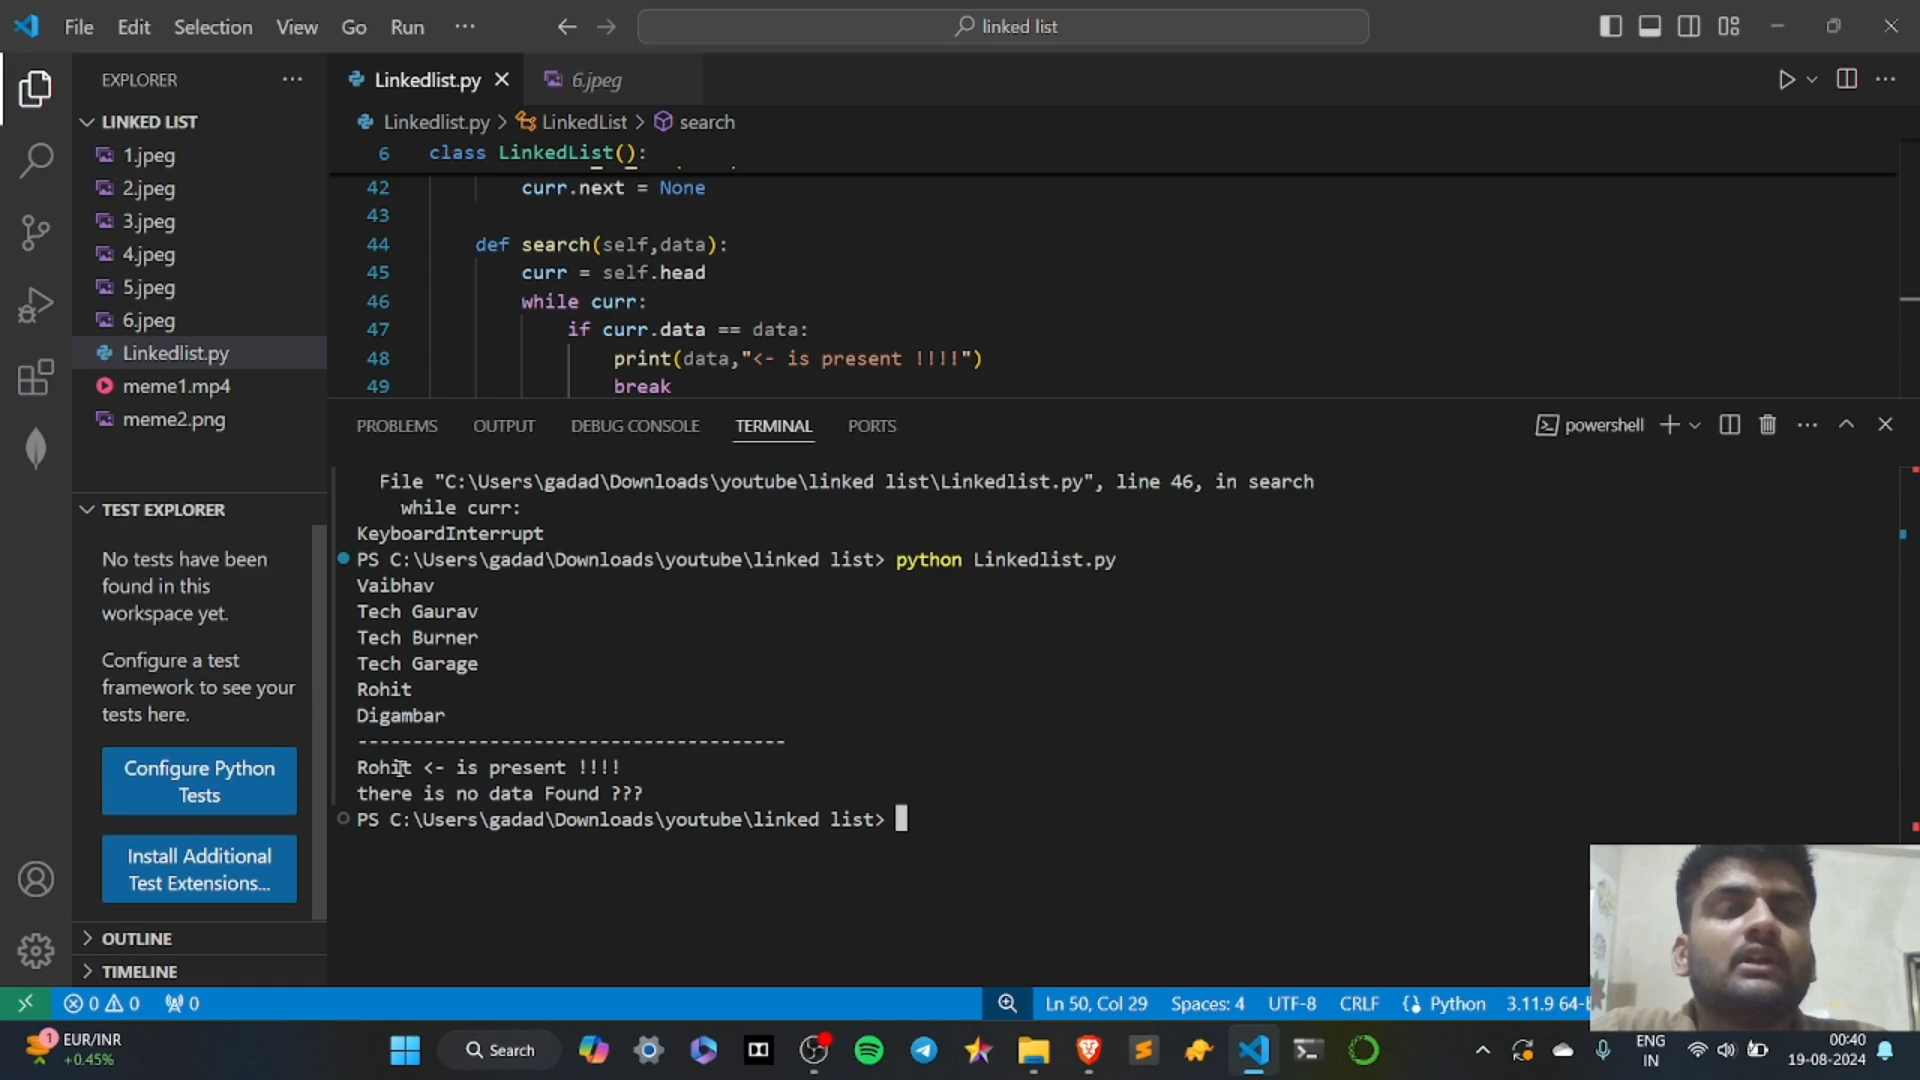 File Edit Selection View Go Run ...
linked list
EXPLORER
LINKED LIST
1.jpeg
2.jpeg
3.jpeg
4.jpeg
5.jpeg
6.jpeg
Linkedlist.py
meme1.mp4
meme2.png
TEST EXPLORER
No tests have been
found in this
workspace yet.
Configure a test
framework to see your
tests here.
Configure Python
Tests
Install Additional
Test Extensions...
OUTLINE
TIMELINE
Linkedlist.py
6.jpeg
Linkedlist.py > LinkedList > search
6 class LinkedList():
42 curr.next = None
43
44 def search(self,data):
45 curr = self.head
46 while curr:
47 if curr.data == data:
48 print(data,"<- is present !!!!")
49 break
PROBLEMS OUTPUT DEBUG CONSOLE TERMINAL PORTS
powershell
File "C:\Users\gadad\Downloads\youtube\linked list\Linkedlist.py", line 46, in search
while curr:
KeyboardInterrupt
PS C:\Users\gadad\Downloads\youtube\linked list> python Linkedlist.py
Vaibhav
Tech Gaurav
Tech Burner
Tech Garage
Rohit
Digambar
---------------------------------------
Rohit <- is present !!!!
there is no data Found ???
PS C:\Users\gadad\Downloads\youtube\linked list>
0 0 0
Ln 50, Col 29 Spaces: 4 UTF-8 CRLF Python 3.11.9 64-b
1
EUR/INR
+0.45%
Search
ENG
IN
00:40
19-08-2024